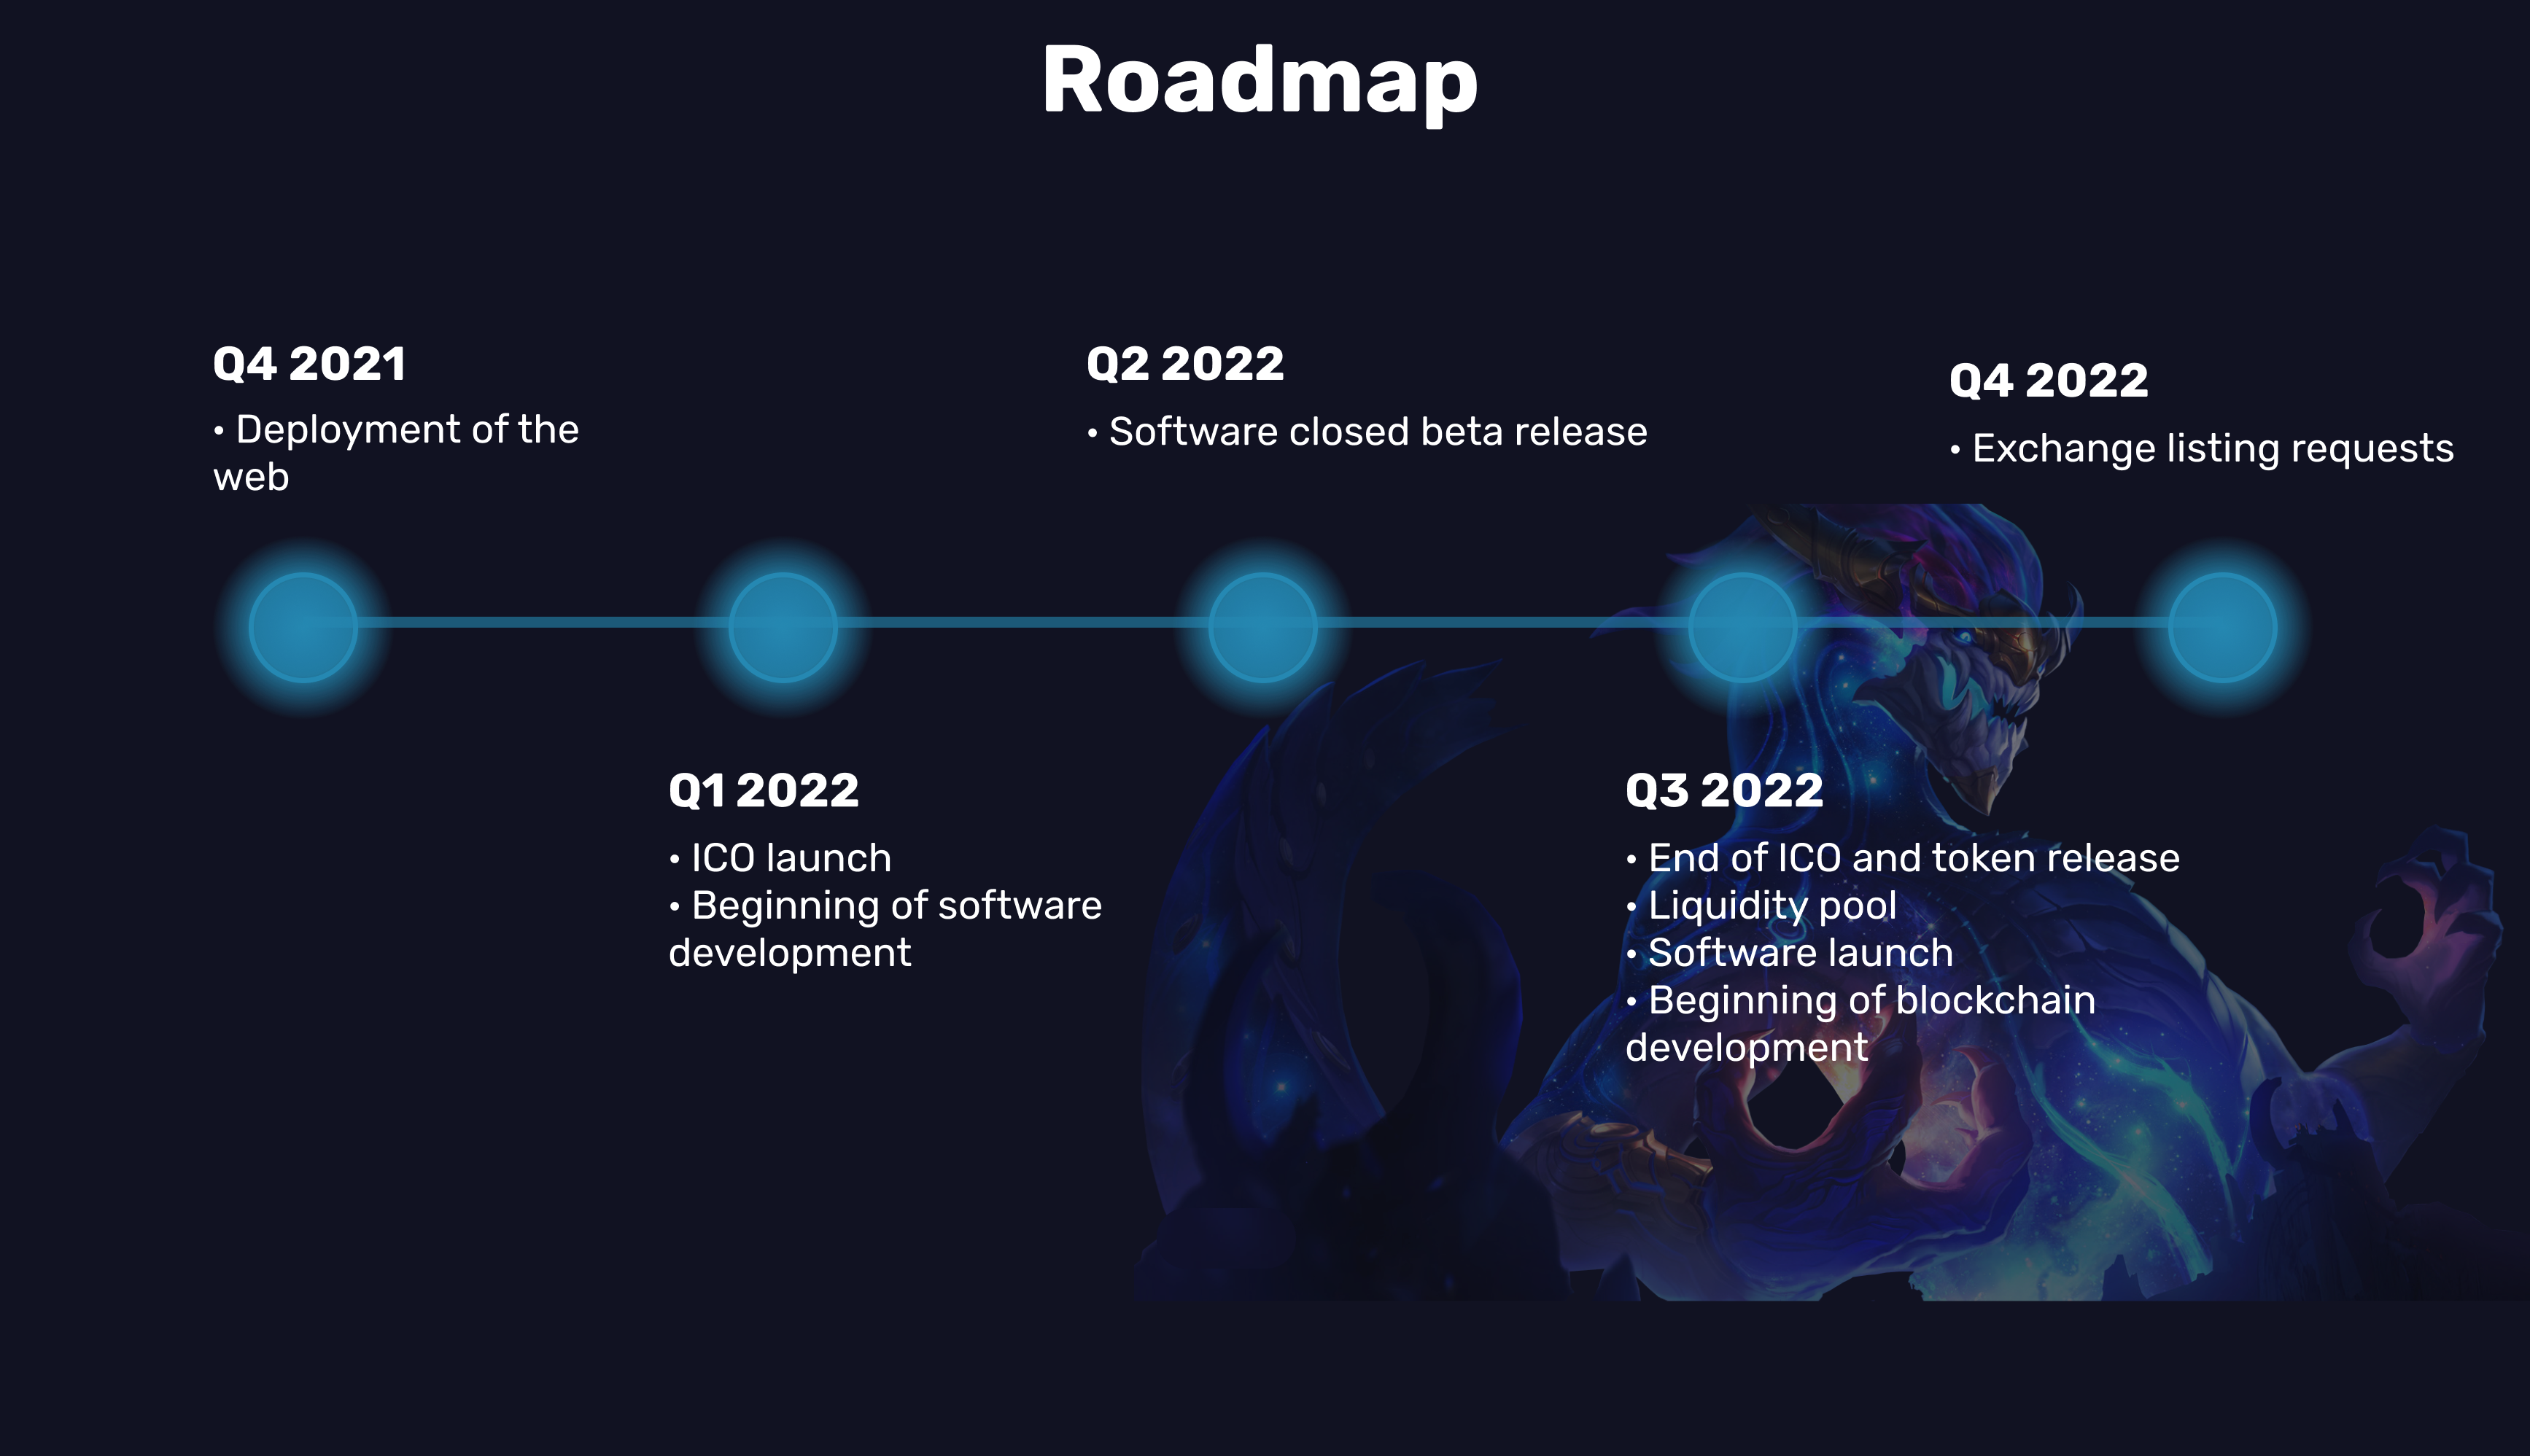 Roadmap
Q4 2021
• Deployment of the
web
Q2 2022
• Software closed beta release
Q4 2022
• Exchange listing requests
Q1 2022
• ICO launch
• Beginning of software
development
Q3 2022
• End of ICO and token release
• Liquidity pool
• Software launch
• Beginning of blockchain
development